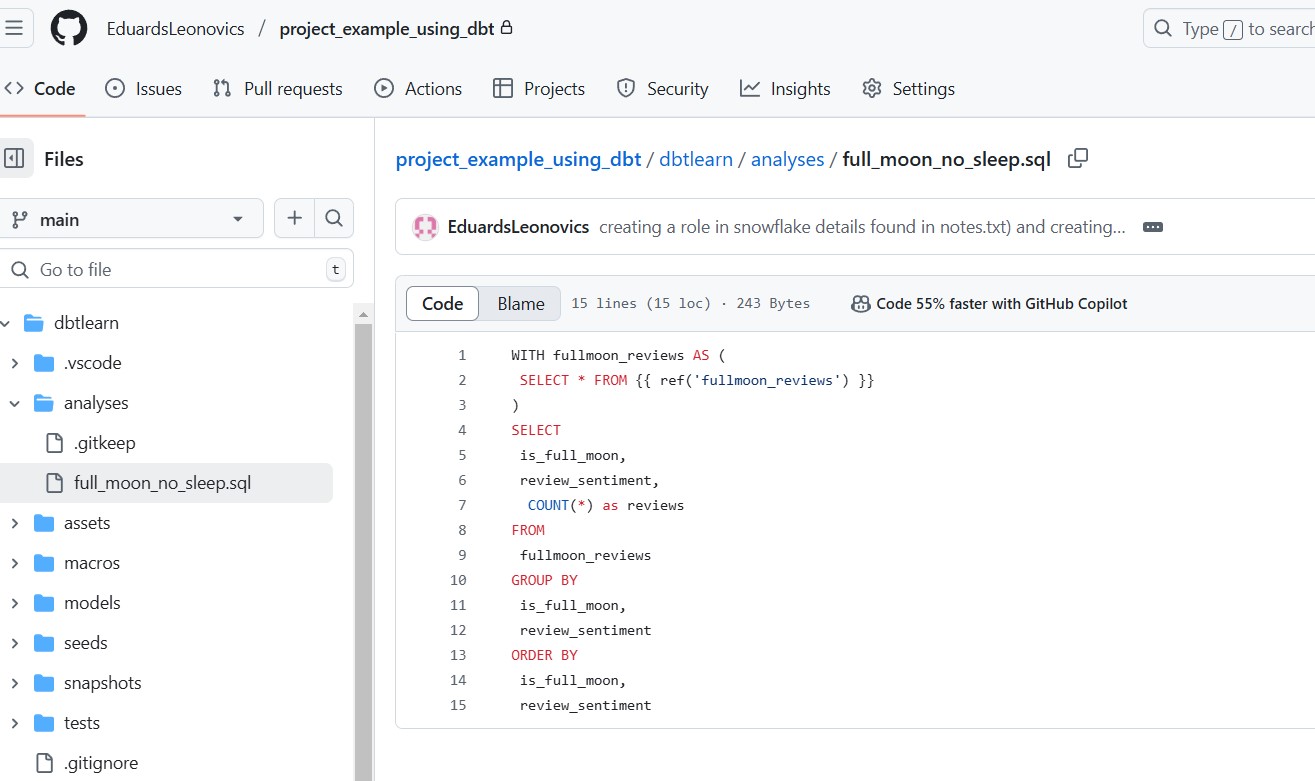 EduardsLeonovics / project_example_using_dbt
Type / to search
Code Issues Pull requests Actions Projects Security Insights Settings
Files
main
Go to file t
dbtlearn
.vscode
analyses
.gitkeep
full_moon_no_sleep.sql
assets
macros
models
seeds
snapshots
tests
.gitignore
project_example_using_dbt / dbtlearn / analyses / full_moon_no_sleep.sql
EduardsLeonovics creating a role in snowflake details found in notes.txt) and creating...
Code Blame 15 lines (15 loc) · 243 Bytes Code 55% faster with GitHub Copilot
1 WITH fullmoon_reviews AS (
2 SELECT * FROM {{ ref('fullmoon_reviews') }}
3 )
4 SELECT
5 is_full_moon,
6 review_sentiment,
7 COUNT(*) as reviews
8 FROM
9 fullmoon_reviews
10 GROUP BY
11 is_full_moon,
12 review_sentiment
13 ORDER BY
14 is_full_moon,
15 review_sentiment